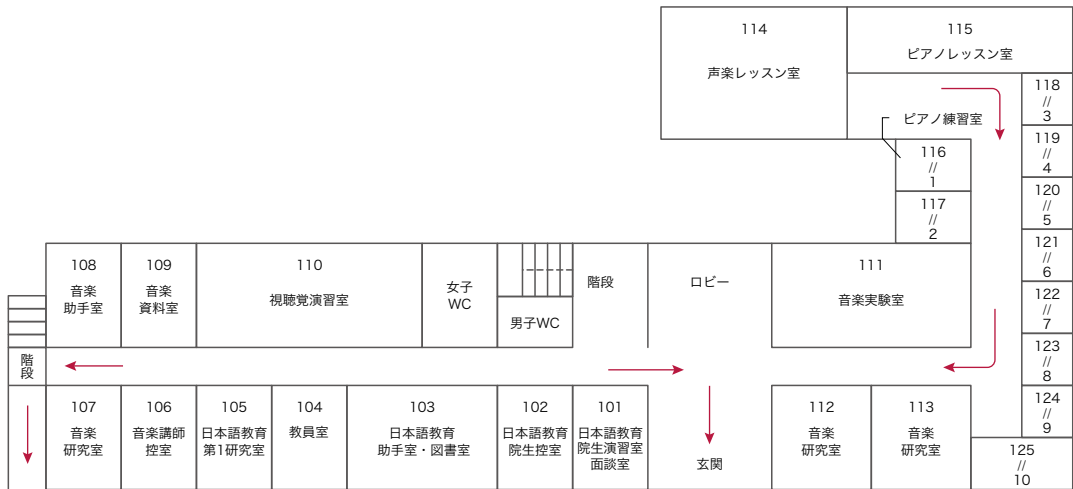 114
声楽レッスン室
115
ピアノレッスン室
ピアノ練習室
116
//
1
117
//
2
118
//
3
119
//
4
120
//
5
121
//
6
122
//
7
123
//
8
124
//
9
125
//
10
108
音楽
助手室
109
音楽
資料室
110
視聴覚演習室
女子
WC
男子WC
階段
ロビー
111
音楽実験室
階
段
107
音楽
研究室
106
音楽講師
控室
105
日本語教育
第1研究室
104
教員室
103
日本語教育
助手室・図書室
102
日本語教育
院生控室
101
日本語教育
院生演習室
面談室
玄関
112
音楽
研究室
113
音楽
研究室